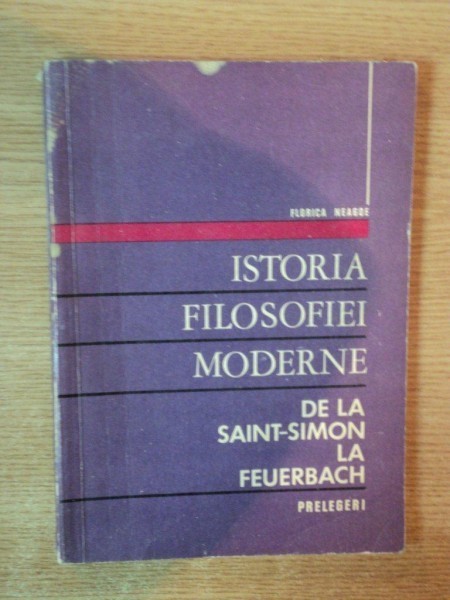 FLORICA NEAGOE
ISTORIA
FILOSOFIEI
MODERNE
DE LA
SAINT-SIMON
LA
FEUERBACH
PRELEGERI